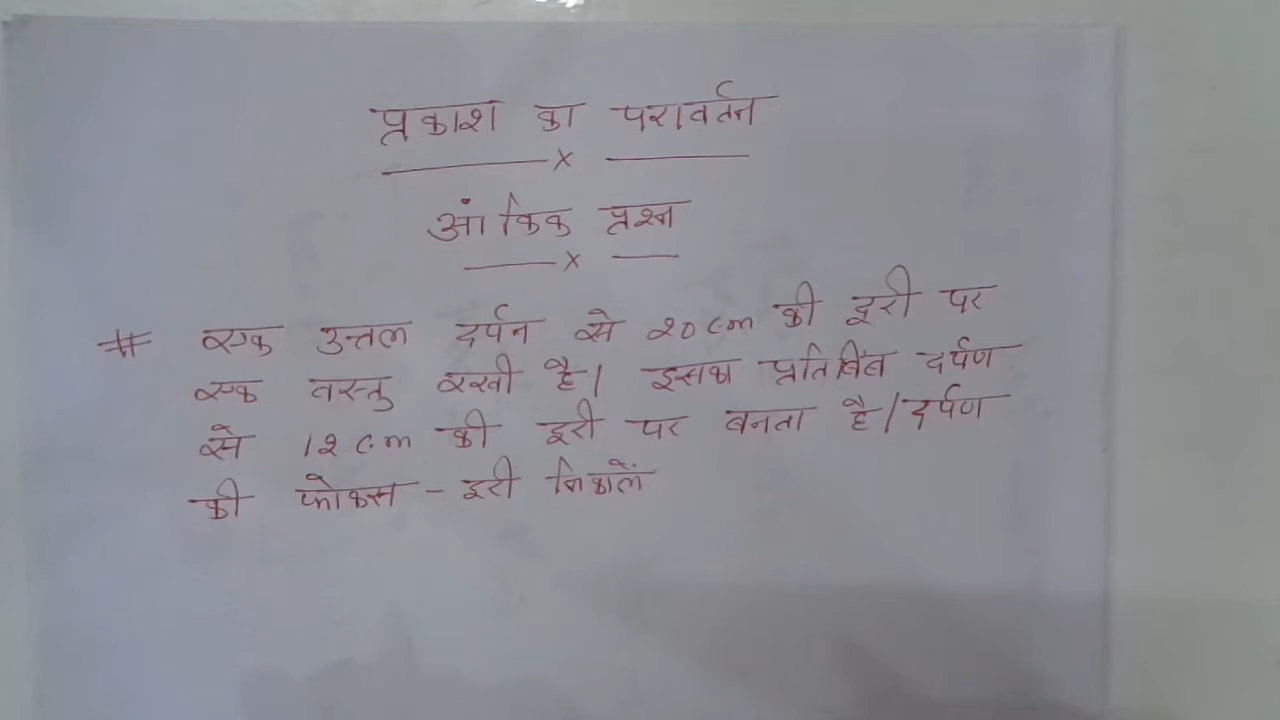 प्रकाश का परावर्तन
x
आंकिक प्रश्न
x
# एक उत्तल दर्पन से 20 cm की दूरी पर
एक वस्तु रखी है। इसका प्रतिबिंब दर्पण
से 12 cm की दूरी पर बनता है। दर्पण
की फोकस - दूरी निकालें